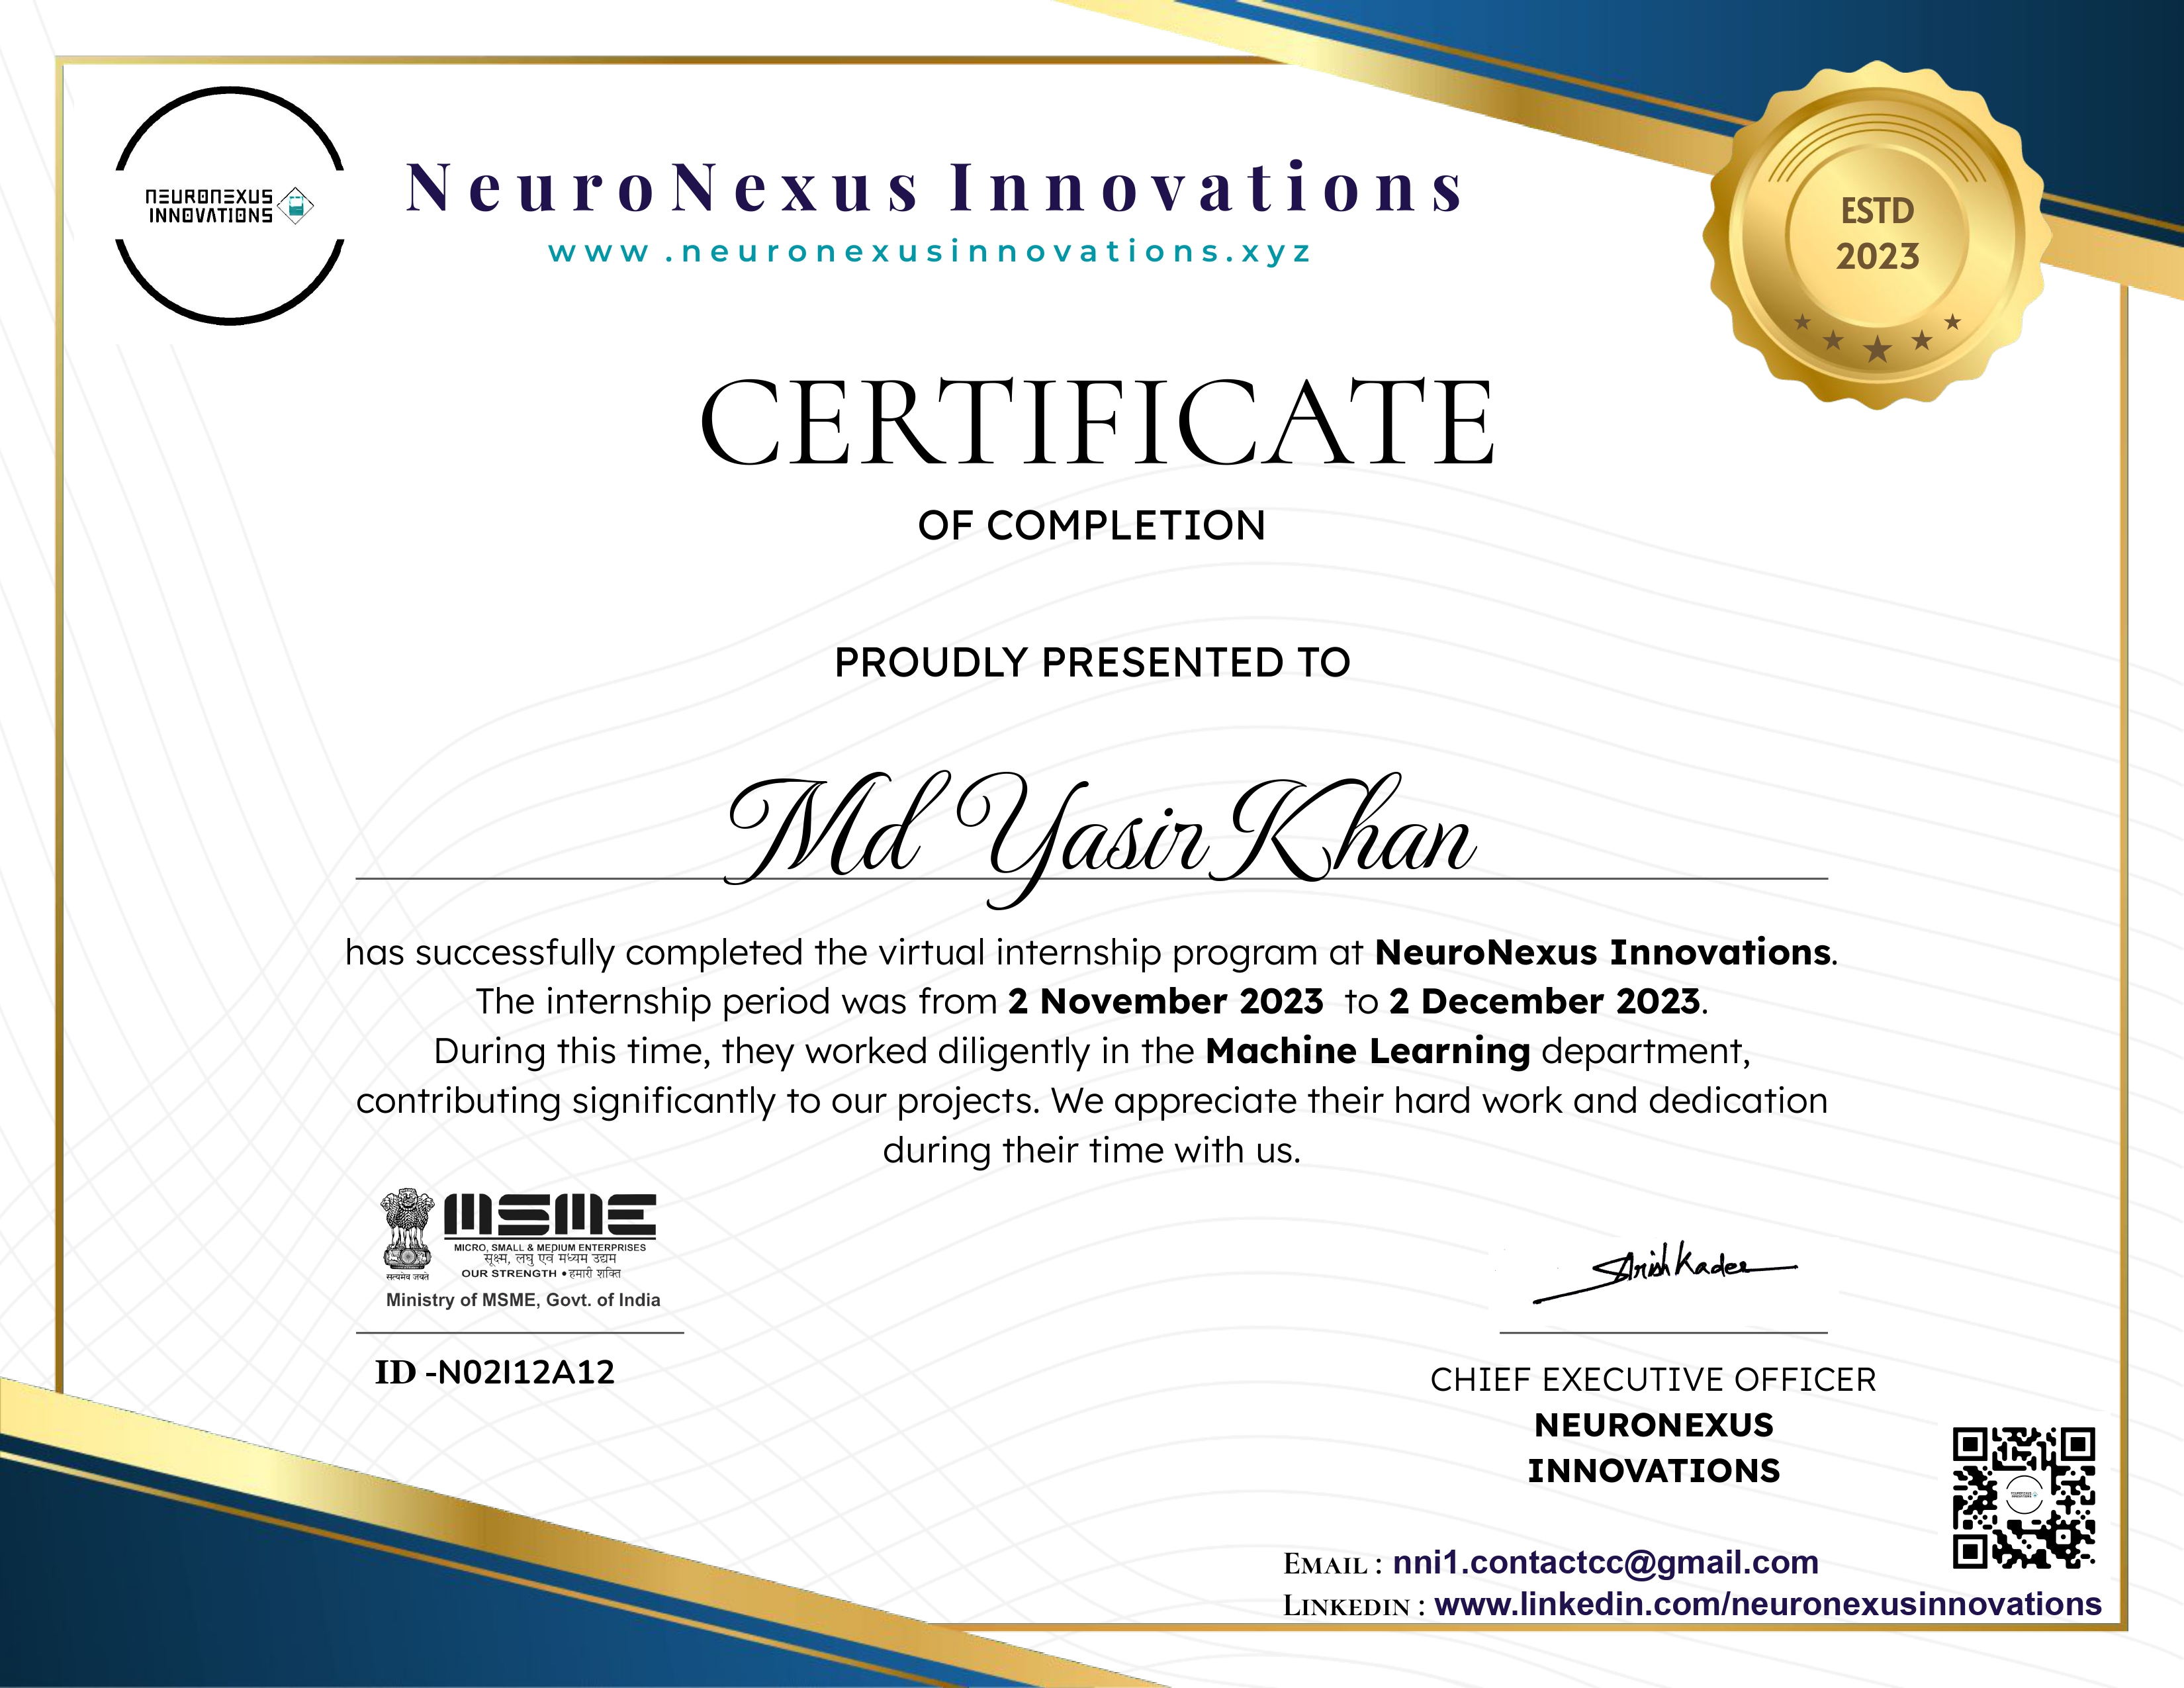 NEURONEXUS
INNOVATIONS
NeuroNexus Innovations
www .neuronexusinnovations.xyz
ESTD
2023
CERTIFICATE
OF COMPLETION
PROUDLY PRESENTED TO
Md Yasir Khan
has successfully completed the virtual internship program at NeuroNexus Innovations.
The internship period was from 2 November 2023 to 2 December 2023.
During this time, they worked diligently in the Machine Learning department,
contributing significantly to our projects. We appreciate their hard work and dedication
during their time with us.
MSME
MICRO, SMALL & MEDIUM ENTERPRISES
सूक्ष्म, लघु एवं मध्यम उद्यम
OUR STRENGTH • हमारी शक्ति
सत्यमेव जयते
Ministry of MSME, Govt. of India
ID -N02I12A12
CHIEF EXECUTIVE OFFICER
NEURONEXUS
INNOVATIONS
EMAIL : nni1.contactcc@gmail.com
LINKEDIN : www.linkedin.com/neuronexusinnovations